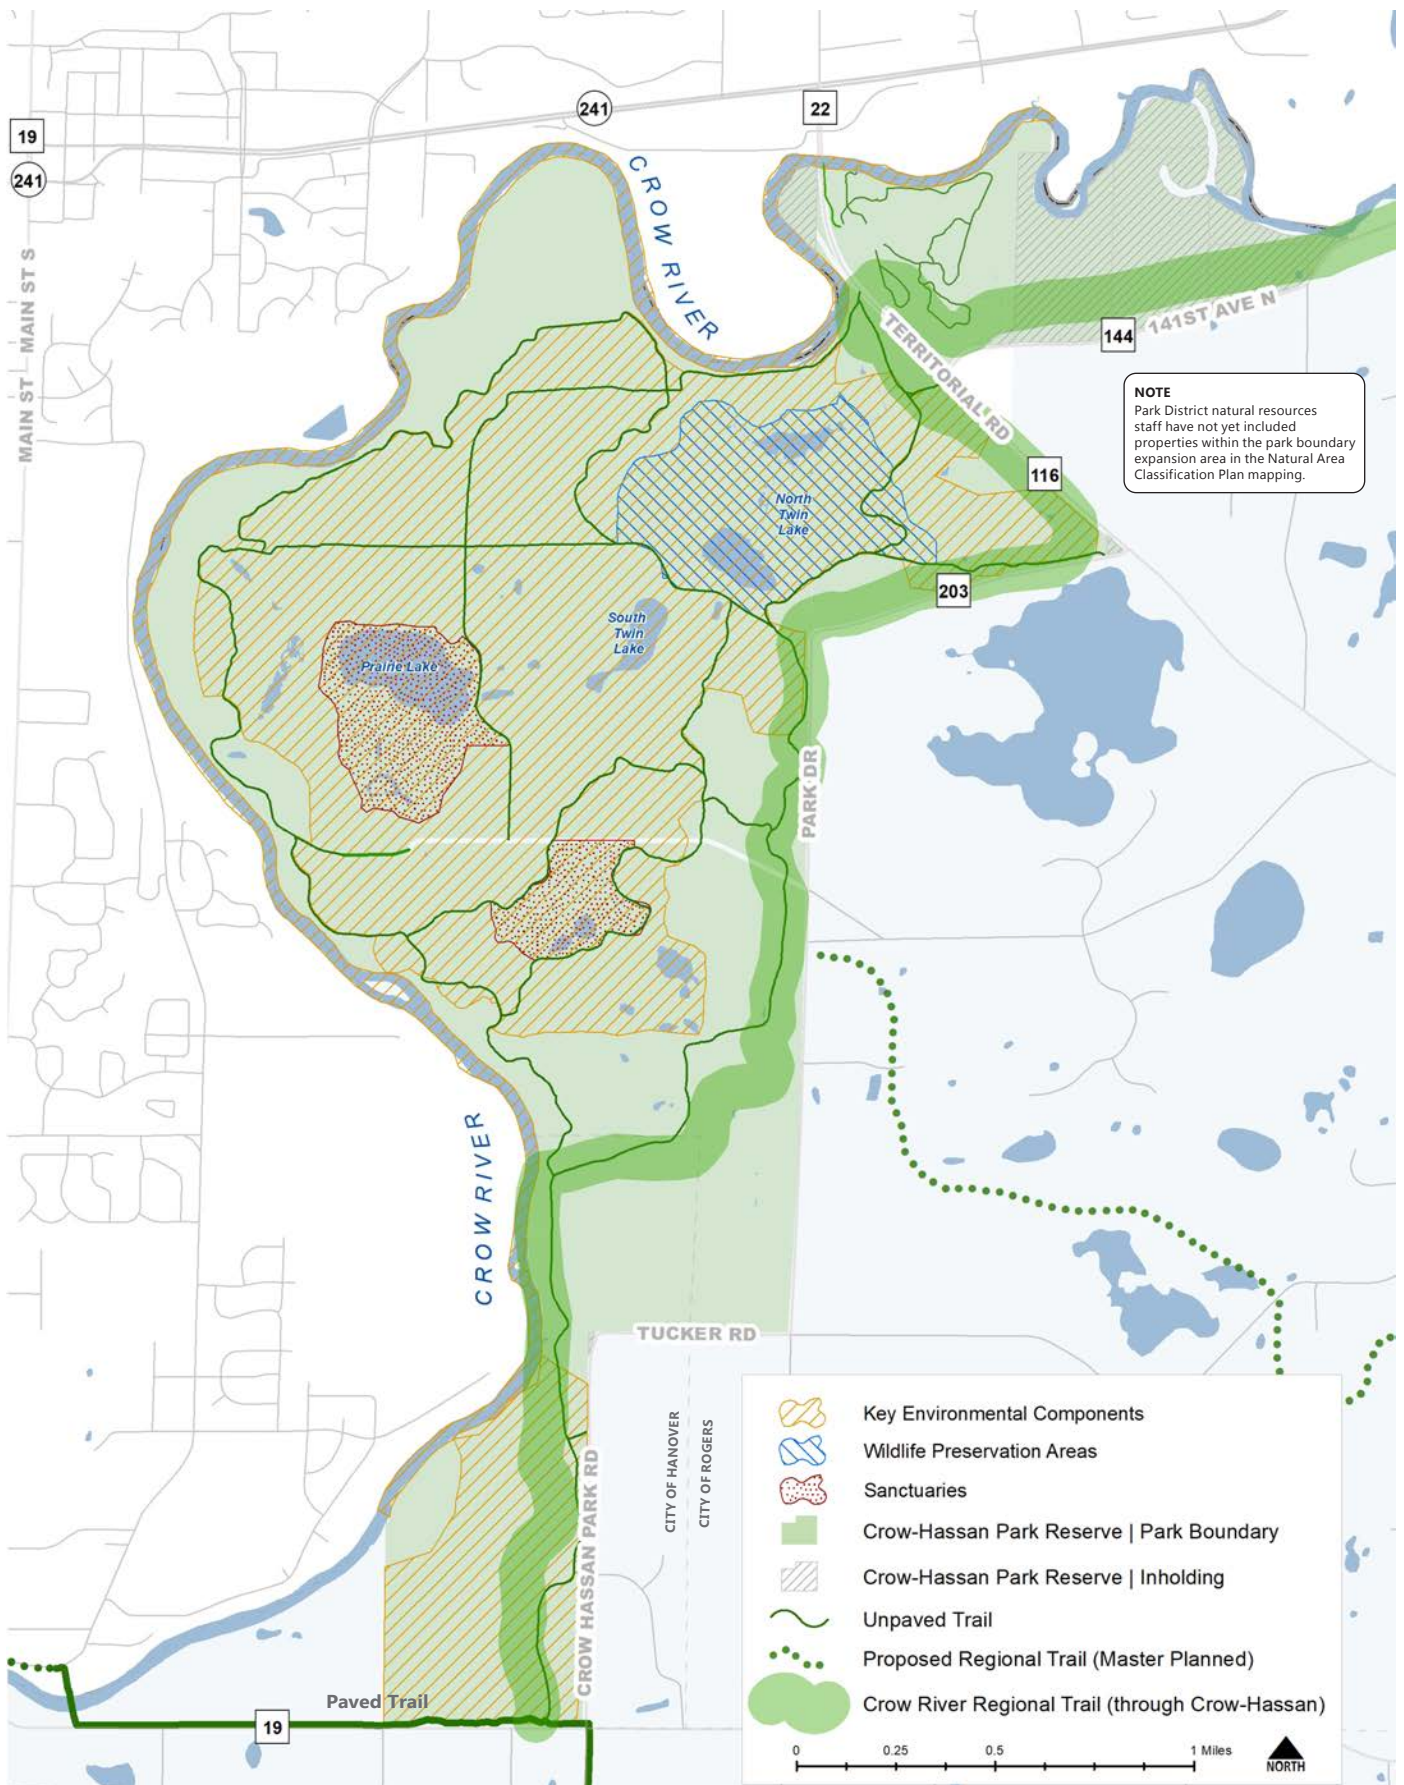 241
22
19
241
CROW RIVER
MAIN ST S
MAIN ST
MAIN ST
141ST AVE N
144
TERRITORIAL RD
NOTE
Park District natural resources
staff have not yet included
properties within the park boundary
expansion area in the Natural Area
Classification Plan mapping.
116
North
Twin
Lake
203
South
Twin
Lake
Prairie Lake
PARK DR
CROW RIVER
TUCKER RD
CITY OF HANOVER
CITY OF ROGERS
CROW HASSAN PARK RD
Paved Trail
19
Key Environmental Components
Wildlife Preservation Areas
Sanctuaries
Crow-Hassan Park Reserve | Park Boundary
Crow-Hassan Park Reserve | Inholding
Unpaved Trail
Proposed Regional Trail (Master Planned)
Crow River Regional Trail (through Crow-Hassan)
0 0.25 0.5 1 Miles
NORTH